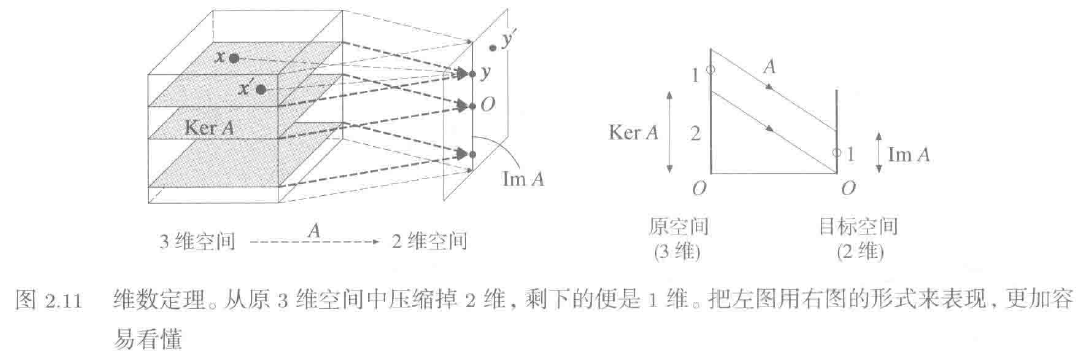 x
x'
Ker A
y'
y
O
Im A
3 维空间 A 2 维空间
1
A
Ker A
2
1
Im A
O
O
原空间
(3 维)
目标空间
(2 维)
图 2.11 维数定理。从原 3 维空间中压缩掉 2 维，剩下的便是 1 维。把左图用右图的形式来表现，更加容
易看懂